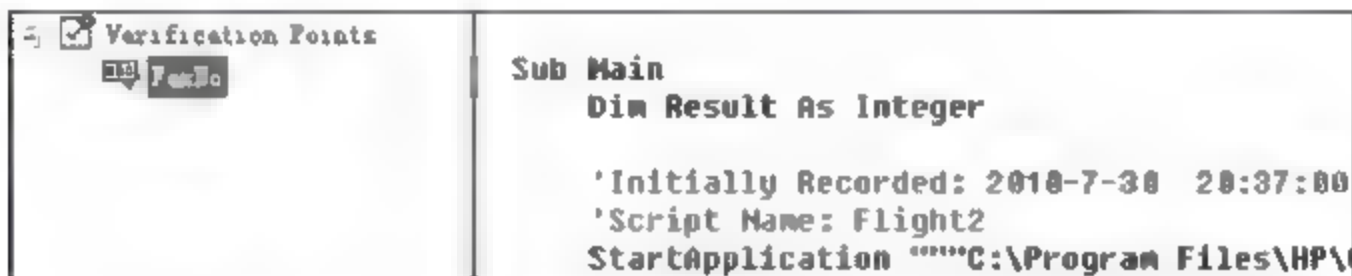 Verification Points
FaxNo
Sub Main
Dim Result As Integer
'Initially Recorded: 2010-7-30 20:37:00
'Script Name: Flight2
StartApplication "C:\Program Files\HP\